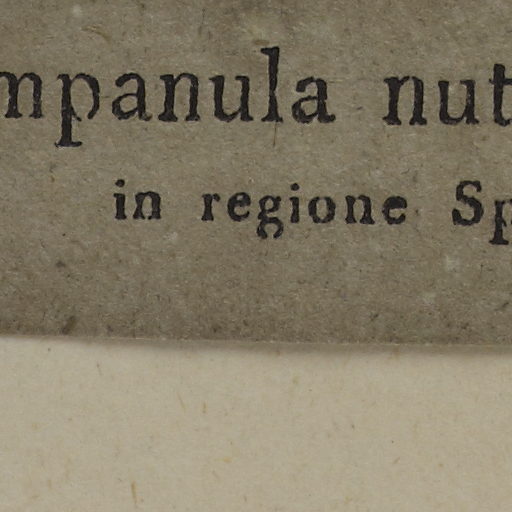 mpanula nut
in regione Sp